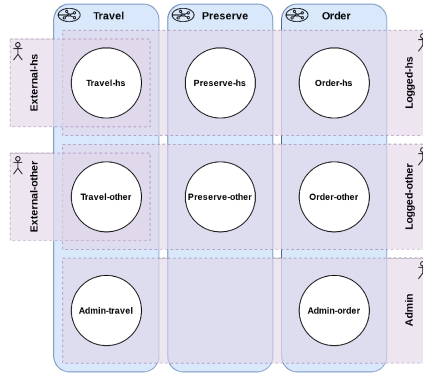 Travel
Preserve
Order
External-hs
Travel-hs
Preserve-hs
Order-hs
Logged-hs
External-other
Travel-other
Preserve-other
Order-other
Logged-other
Admin-travel
Admin-order
Admin